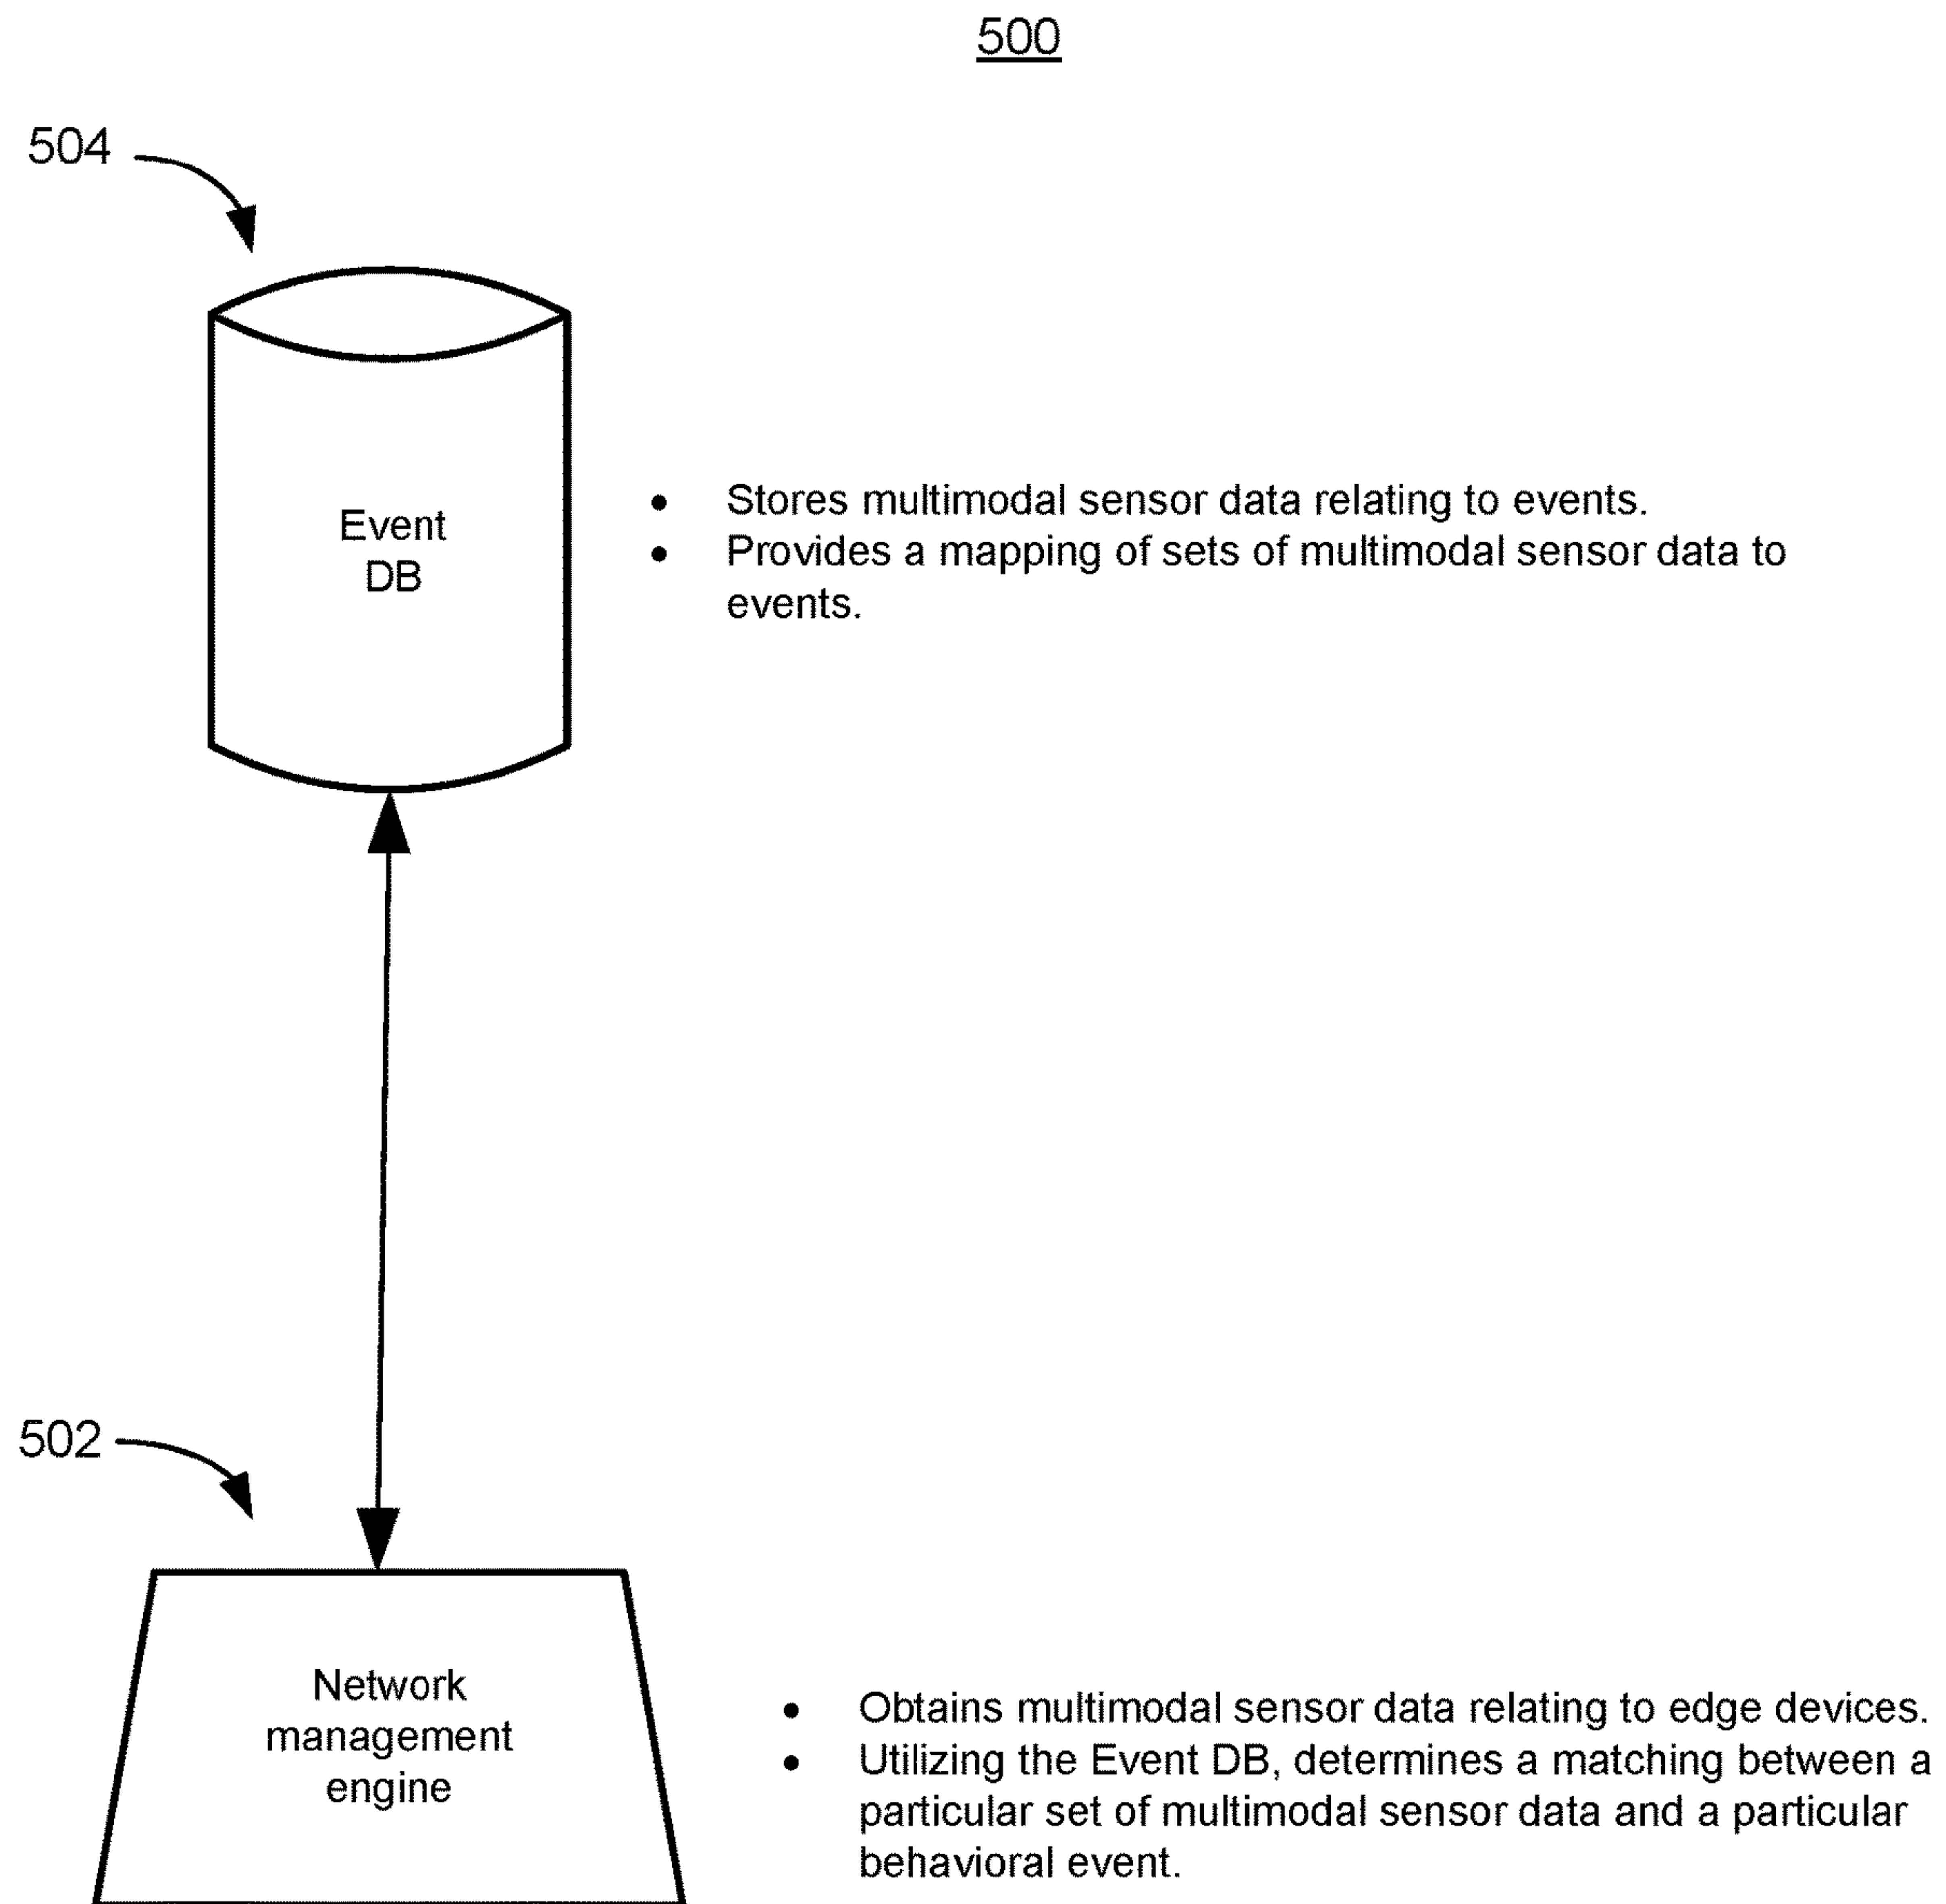 500
504
Event
DB
• Stores multimodal sensor data relating to events.
• Provides a mapping of sets of multimodal sensor data to
events.
502
Network
management
engine
• Obtains multimodal sensor data relating to edge devices.
• Utilizing the Event DB, determines a matching between a
particular set of multimodal sensor data and a particular
behavioral event.